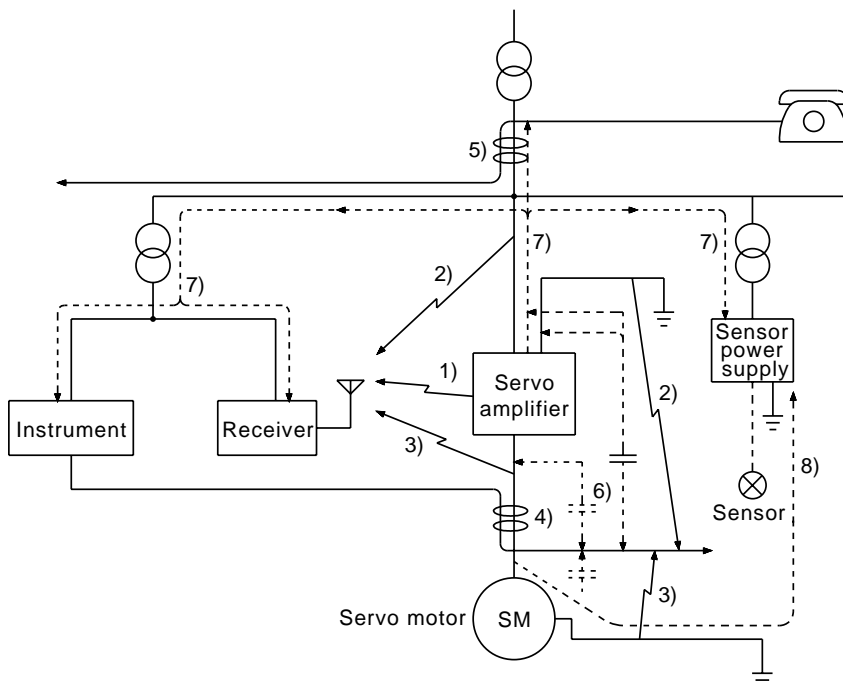 5)
7)
7)
2)
7)
Sensor
power
supply
1)
Servo
amplifier
2)
Instrument
Receiver
3)
6)
8)
4)
Sensor
3)
Servo motor
SM